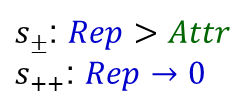 s±: Rep > Attr
s++: Rep → 0